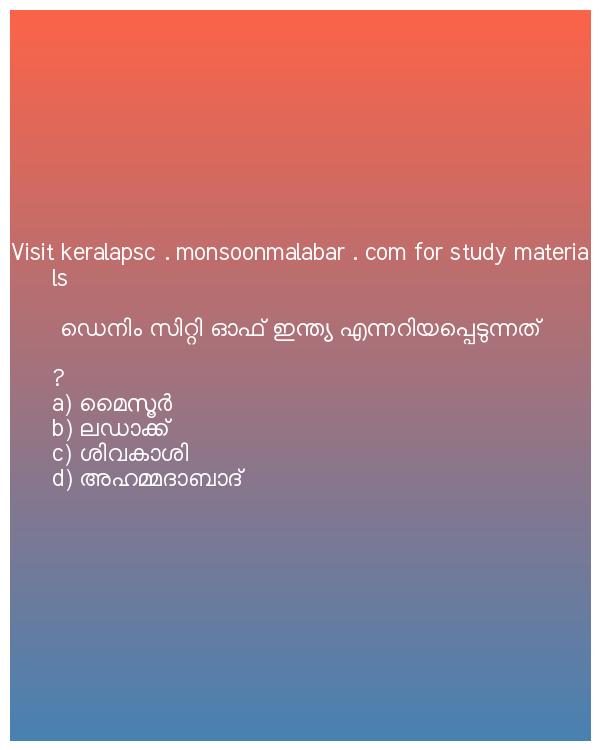 Visit keralapsc . monsoonmalabar . com for study materia
ls
ഡെനിം സിറ്റി ഓഫ് ഇന്ത്യ എന്നറിയപ്പെടുന്നത്
?
a) മൈസൂർ
b) ലഡാക്ക്
c) ശിവകാശി
d) അഹമ്മദാബാദ്